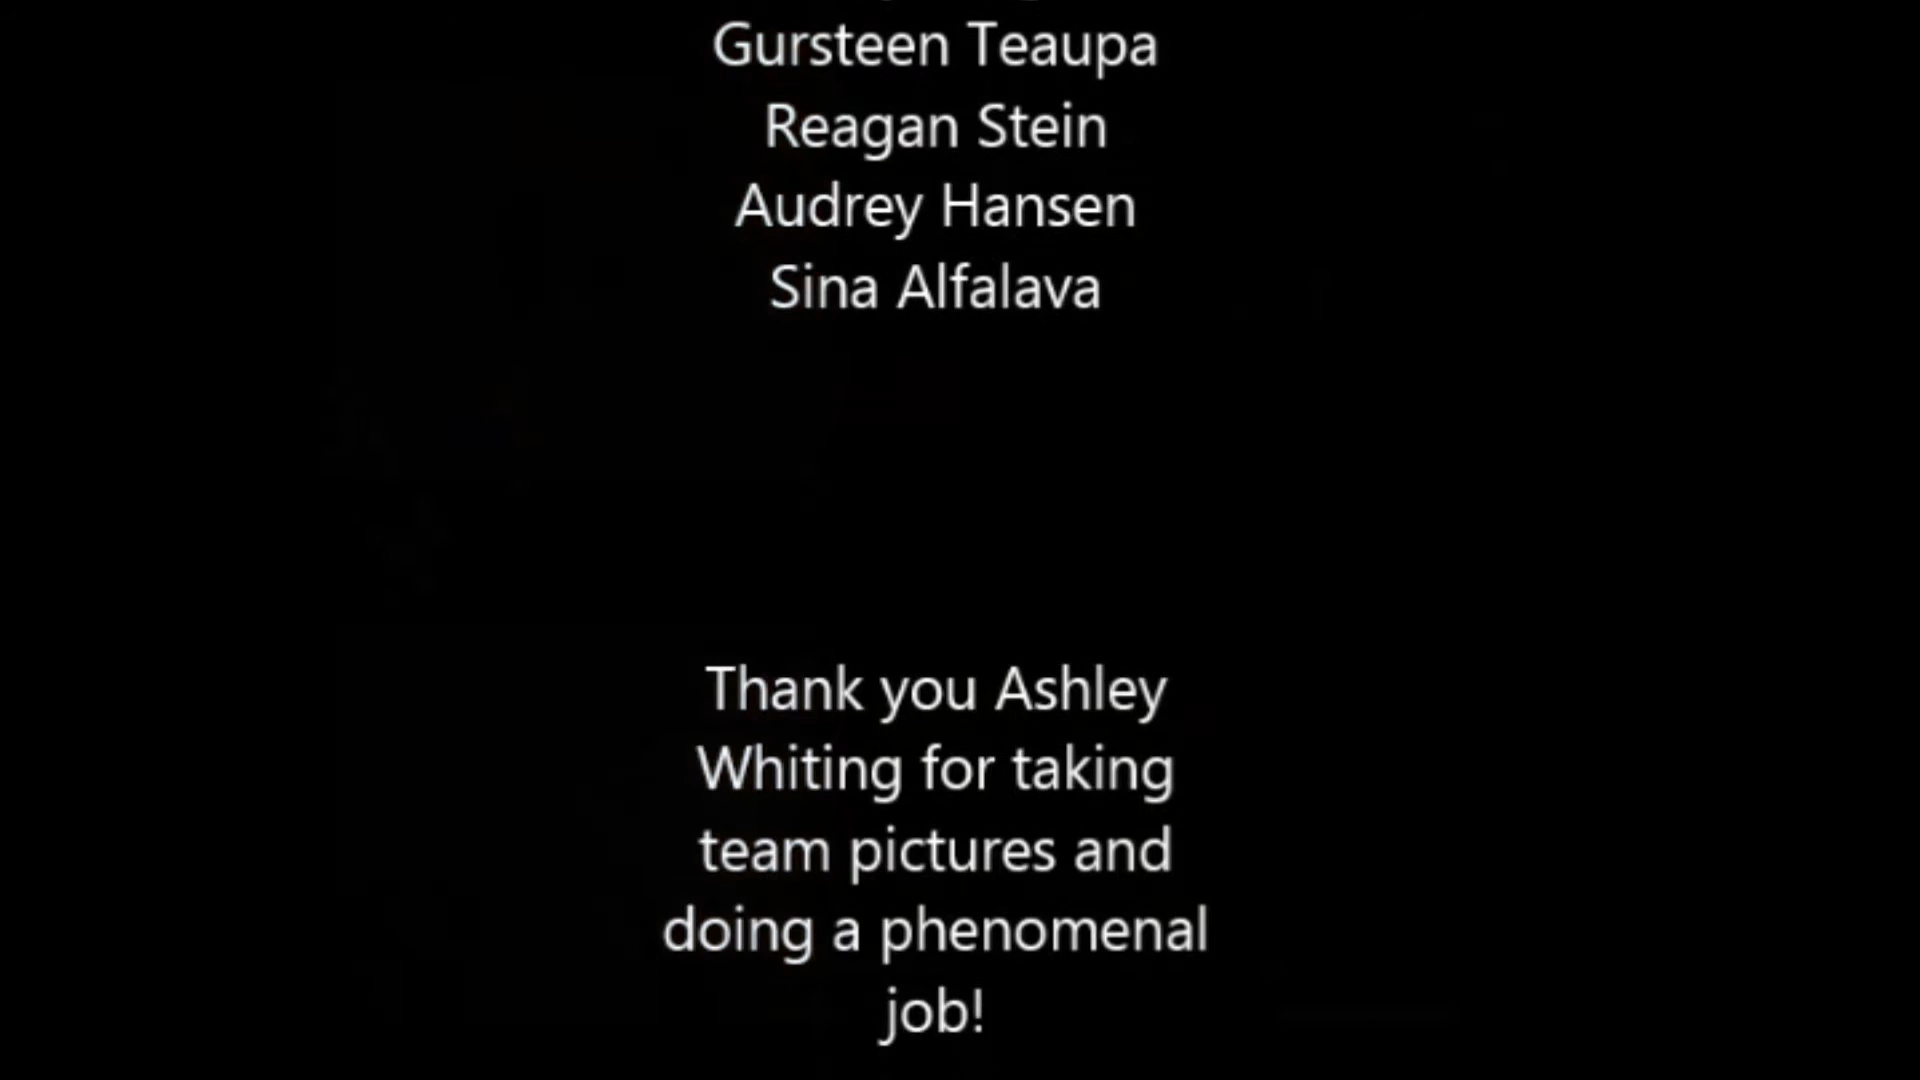 Gursteen Teaupa
Reagan Stein
Audrey Hansen
Sina Alfalava
Thank you Ashley
Whiting for taking
team pictures and
doing a phenomenal
job!